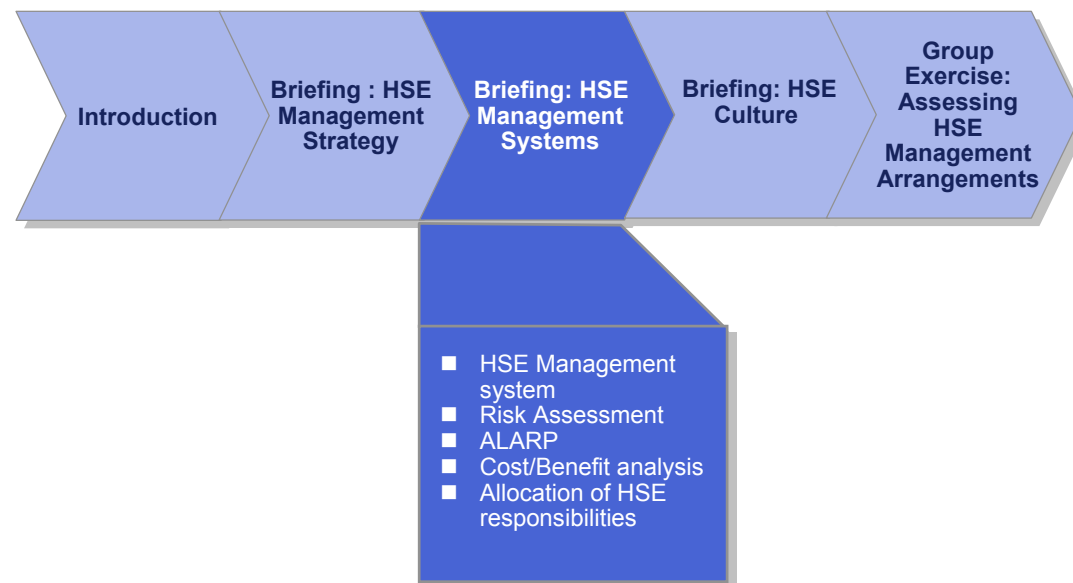 Introduction
Briefing : HSE
Management
Strategy
Briefing: HSE
Management
Systems
Briefing: HSE
Culture
Group
Exercise:
Assessing
HSE
Management
Arrangements
HSE Management
system
Risk Assessment
ALARP
Cost/Benefit analysis
Allocation of HSE
responsibilities